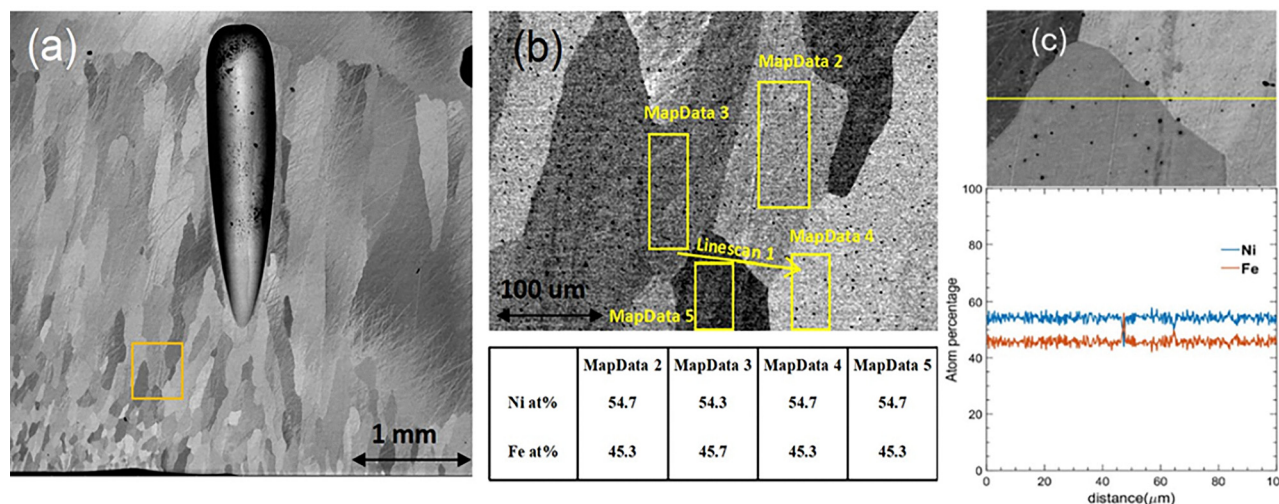 (a)
1 mm
(b)
MapData 2
MapData 3
Linescan 1
MapData 4
100 um
MapData 5
MapData 2 MapData 3 MapData 4 MapData 5
Ni at% 54.7 54.3 54.7 54.7
Fe at% 45.3 45.7 45.3 45.3
(c)
100
80
60
40
20
0
Atom percentage
Ni
Fe
0 20 40 60 80 100
distance(μm)